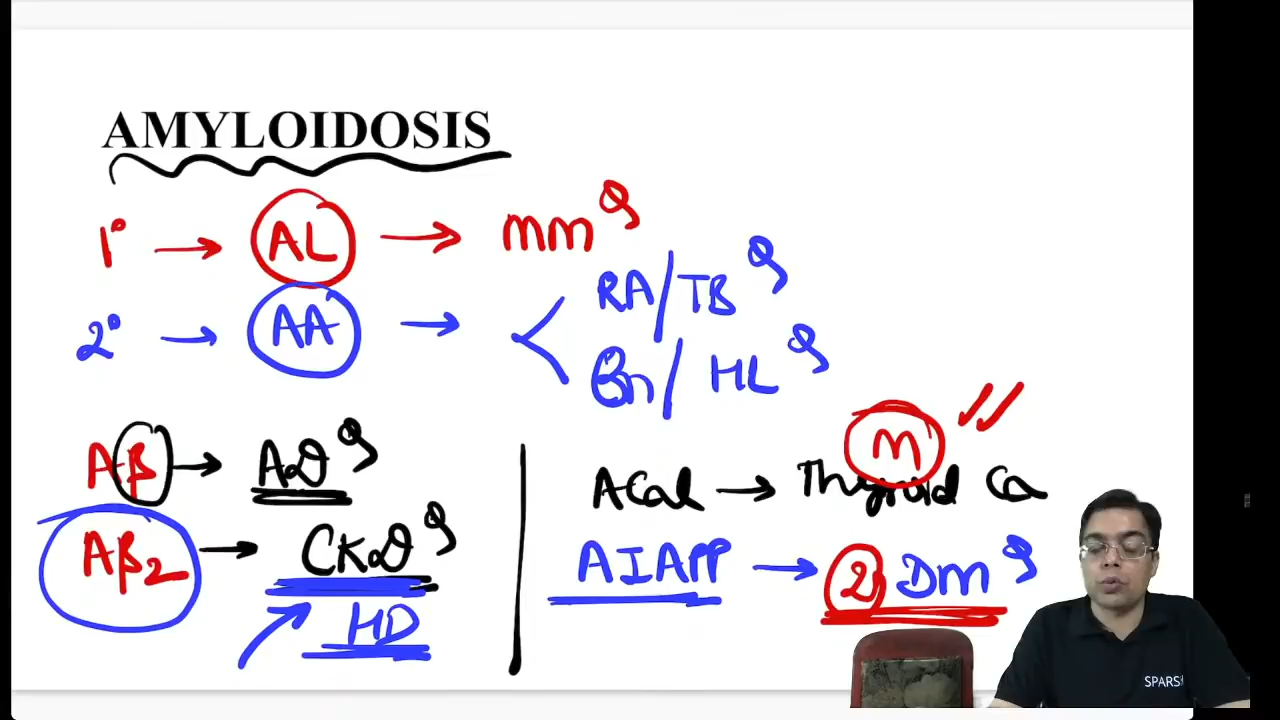 AMYLOIDOSIS
1° → AL → mm
2° → AA → RA/TB
Bn/HL
Aβ → AD
Aβ2 → CKD
HD
M
ACal → Thyroid Ca
AIAPP → 2 Dm
SPARS